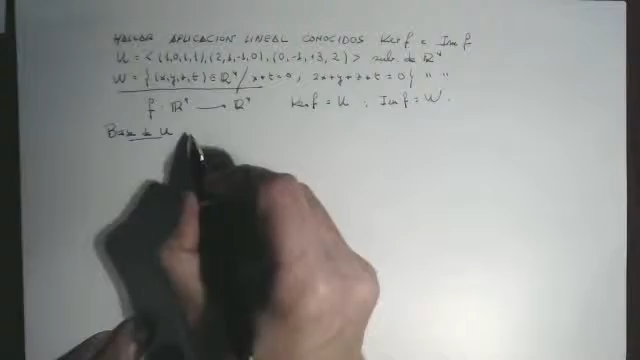 HALLAR APLICACION LINEAL CONOCIDOS Ker f e Im f
U = < (1,0,1,1), (2,1,-1,0), (0,-1,+3,2) > sub. de ℝ⁴
W = { (x,y,z,t) ∈ ℝ⁴ / x+t=0 , 2x+y+z+t=0 } " "
f : ℝ⁴ → ℝ⁴ Ker f = U ; Im f = W .
Base de U